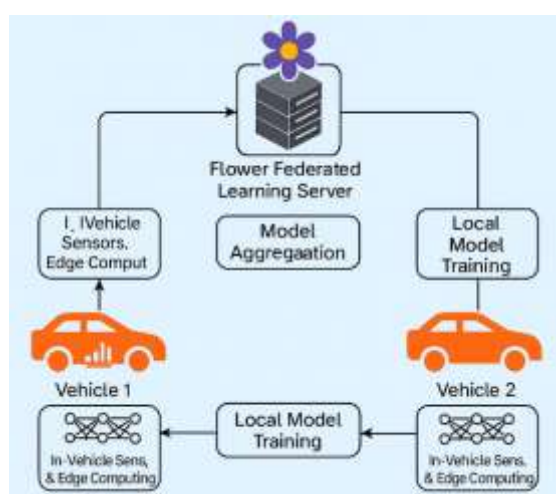 Flower Federated
Learning Server
I, IVehicle
Sensors.
Edge Comput
Model
Aggregaation
Local
Model
Training
Vehicle 1
Vehicle 2
In-Vehicle Sens,
& Edge Computing
Local Model
Training
In-Vehicle Sens.
& Edge Computing